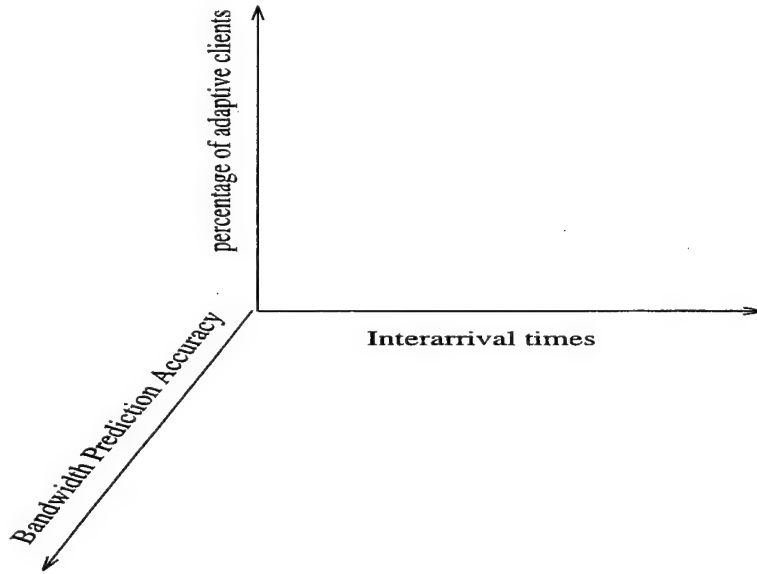 percentage of adaptive clients
Interarrival times
Bandwidth Prediction Accuracy